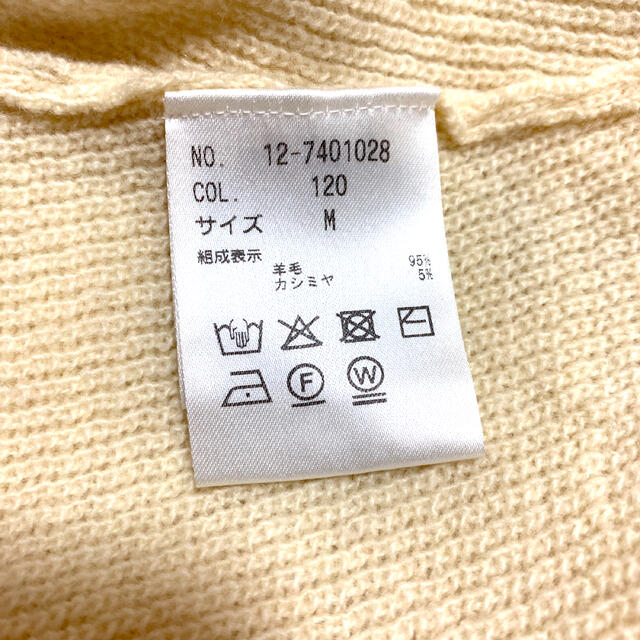 NO. 12-7401028
COL. 120
サイズ M
組成表示
羊毛 95%
カシミヤ 5%
F W